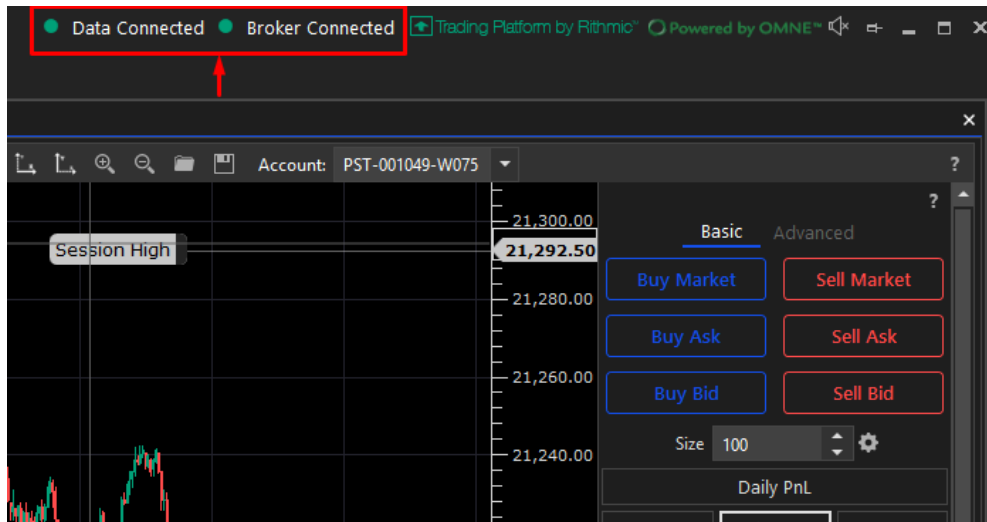 Data Connected Broker Connected Trading Platform by Rithmic™ Powered by OMNE™
Account: PST-001049-W075 ?
?
21,300.00
Basic Advanced
Session High
21,292.50
Buy Market Sell Market
21,280.00
Buy Ask Sell Ask
21,260.00
Buy Bid Sell Bid
Size 100
21,240.00
Daily PnL